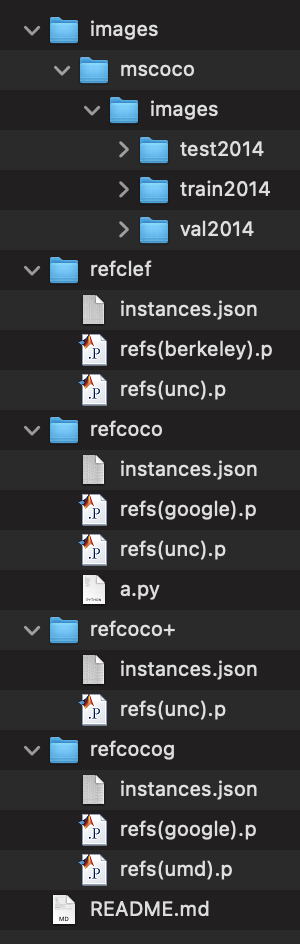 images
mscoco
images
test2014
train2014
val2014
refclef
instances.json
.P refs(berkeley).p
.P refs(unc).p
refcoco
instances.json
.P refs(google).p
.P refs(unc).p
PYTHON a.py
refcoco+
instances.json
.P refs(unc).p
refcocog
instances.json
.P refs(google).p
.P refs(umd).p
MD README.md